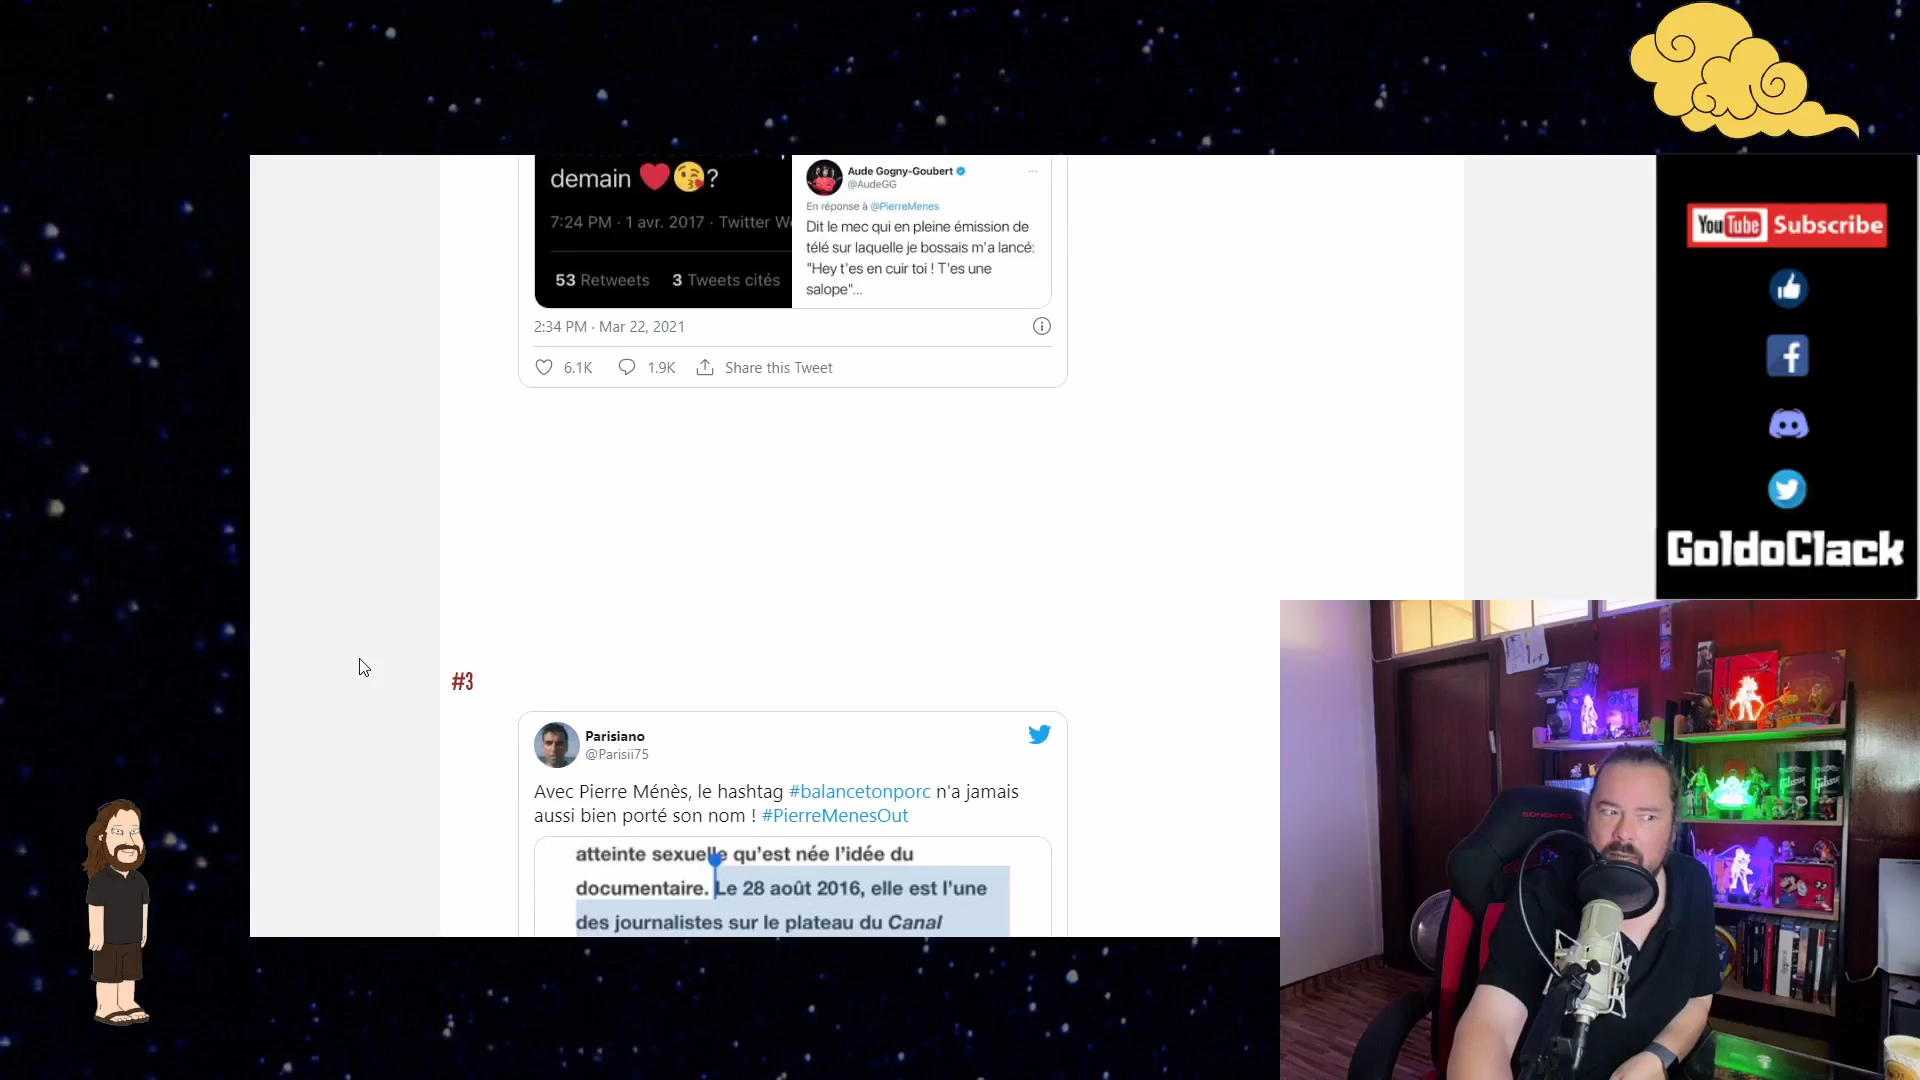 demain ❤️😘?
7:24 PM · 1 avr. 2017 · Twitter W
53 Retweets 3 Tweets cités
Aude Gogny-Goubert
@AudeGG
En réponse à @PierreMenes
Dit le mec qui en pleine émission de
télé sur laquelle je bossais m'a lancé:
"Hey t'es en cuir toi ! T'es une
salope"...
2:34 PM · Mar 22, 2021
6.1K 1.9K Share this Tweet
#3
Parisiano
@Parisii75
Avec Pierre Ménès, le hashtag #balancetonporc n'a jamais
aussi bien porté son nom ! #PierreMenesOut
atteinte sexuelle qu'est née l'idée du
documentaire. Le 28 août 2016, elle est l'une
des journalistes sur le plateau du Canal
YouTube Subscribe
GoldoClack
SONGMICS
Gibson
Gibson